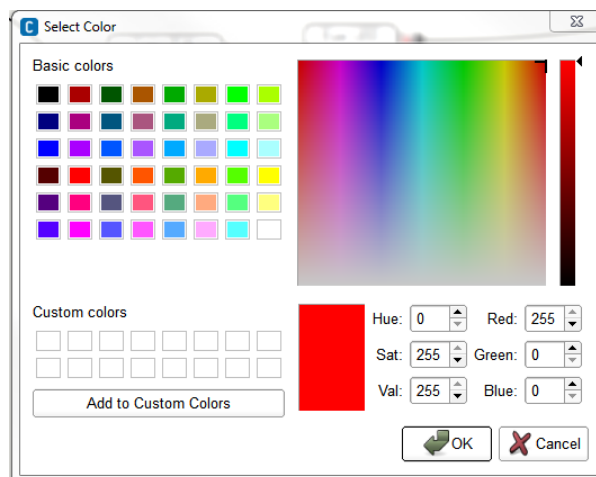 C Select Color
Basic colors
Custom colors
Add to Custom Colors
Hue: 0 Red: 255
Sat: 255 Green: 0
Val: 255 Blue: 0
OK Cancel